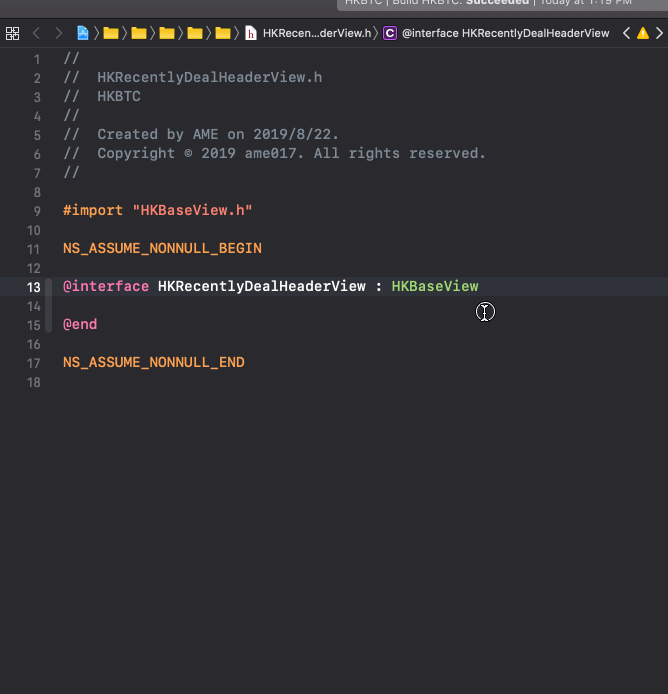 HKBTC | Build HKBTC: Succeeded | Today at 1:19 PM
HKRecen...derView.h
C
@interface HKRecentlyDealHeaderView
h
1 //
2 //  HKRecentlyDealHeaderView.h
3 //  HKBTC
4 //
5 //  Created by AME on 2019/8/22.
6 //  Copyright © 2019 ame017. All rights reserved.
7 //
8
9 #import "HKBaseView.h"
10
11 NS_ASSUME_NONNULL_BEGIN
12
13 @interface HKRecentlyDealHeaderView : HKBaseView
14
15 @end
16
17 NS_ASSUME_NONNULL_END
18